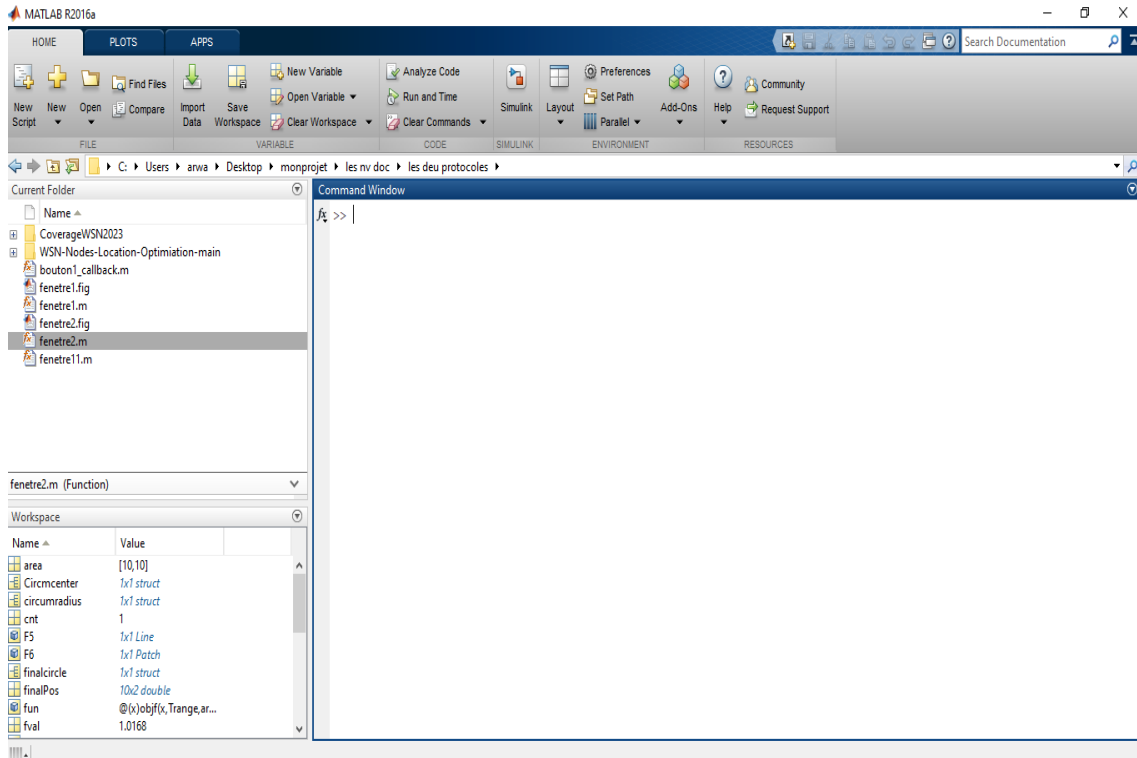 MATLAB R2016a
HOME PLOTS APPS
Search Documentation
New Script
New
Open
Find Files
Compare
Import Data
Save Workspace
New Variable
Open Variable
Clear Workspace
Analyze Code
Run and Time
Clear Commands
Simulink
Layout
Preferences
Set Path
Parallel
Add-Ons
Help
Community
Request Support
FILE VARIABLE CODE SIMULINK ENVIRONMENT RESOURCES
C: Users arwa Desktop monprojet les nv doc les deu protocoles
Current Folder
Name
CoverageWSN2023
WSN-Nodes-Location-Optimiation-main
bouton1_callback.m
fenetre1.fig
fenetre1.m
fenetre2.fig
fenetre2.m
fenetre11.m
fenetre2.m (Function)
Workspace
Name Value
area [10,10]
Circmcenter 1x1 struct
circumradius 1x1 struct
cnt 1
F5 1x1 Line
F6 1x1 Patch
finalcircle 1x1 struct
finalPos 10x2 double
fun @(x)objf(x,Trange,ar...
fval 1.0168
Command Window
fx >>